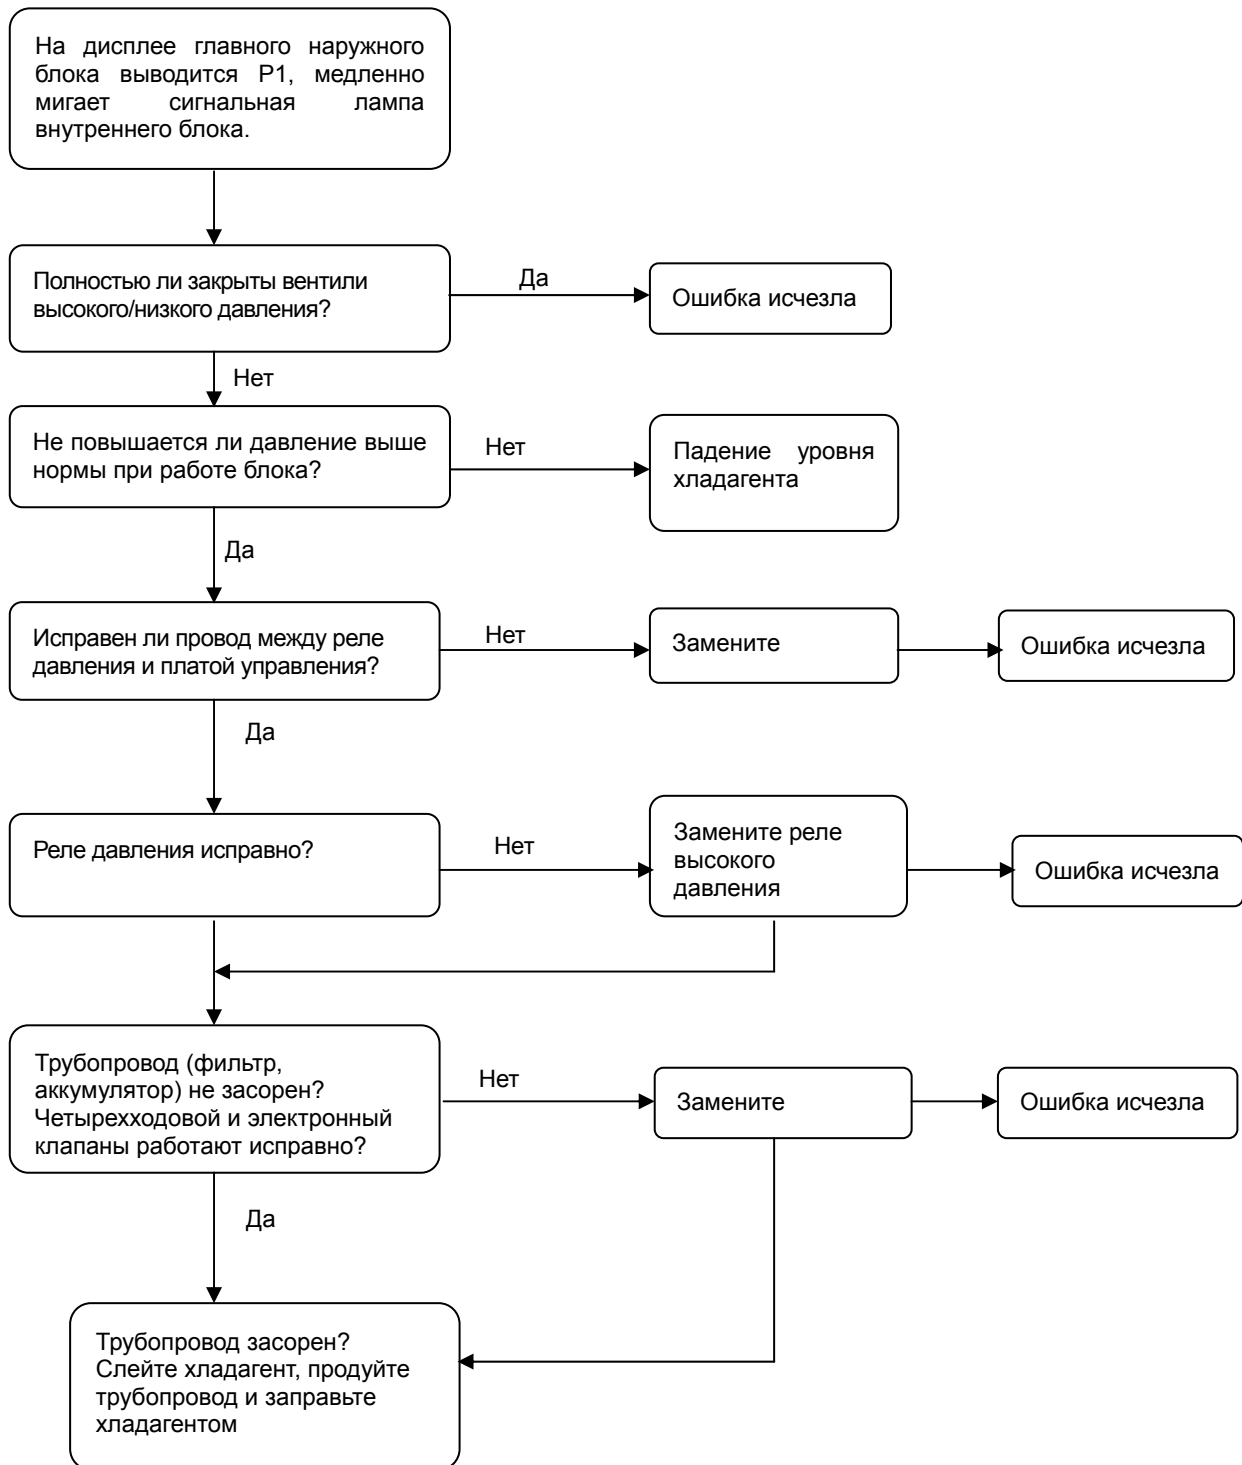 На дисплее главного наружного
блока выводится P1, медленно
мигает сигнальная лампа
внутреннего блока.
Полностью ли закрыты вентили
высокого/низкого давления?
Да
Ошибка исчезла
Нет
Не повышается ли давление выше
нормы при работе блока?
Нет
Падение уровня
хладагента
Да
Исправен ли провод между реле
давления и платой управления?
Нет
Замените
Ошибка исчезла
Да
Реле давления исправно?
Нет
Замените реле
высокого
давления
Ошибка исчезла
Трубопровод (фильтр,
аккумулятор) не засорен?
Четырехходовой и электронный
клапаны работают исправно?
Нет
Замените
Ошибка исчезла
Да
Трубопровод засорен?
Слейте хладагент, продуйте
трубопровод и заправьте
хладагентом